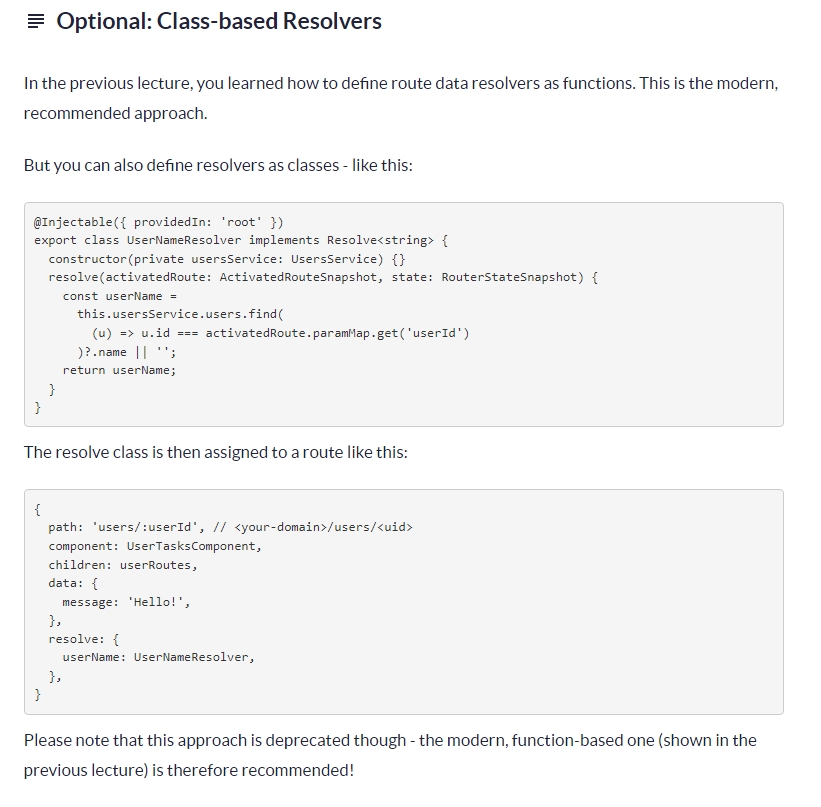 Optional: Class-based Resolvers
In the previous lecture, you learned how to define route data resolvers as functions. This is the modern,
recommended approach.
But you can also define resolvers as classes - like this:
@Injectable({ providedIn: 'root' })
export class UserNameResolver implements Resolve<string> {
  constructor(private usersService: UsersService) {}
  resolve(activatedRoute: ActivatedRouteSnapshot, state: RouterStateSnapshot) {
    const userName =
      this.usersService.users.find(
        (u) => u.id === activatedRoute.paramMap.get('userId')
      )?.name || '';
    return userName;
  }
}
The resolve class is then assigned to a route like this:
{
  path: 'users/:userId', // <your-domain>/users/<uid>
  component: UserTasksComponent,
  children: userRoutes,
  data: {
    message: 'Hello!',
  },
  resolve: {
    userName: UserNameResolver,
  },
}
Please note that this approach is deprecated though - the modern, function-based one (shown in the
previous lecture) is therefore recommended!